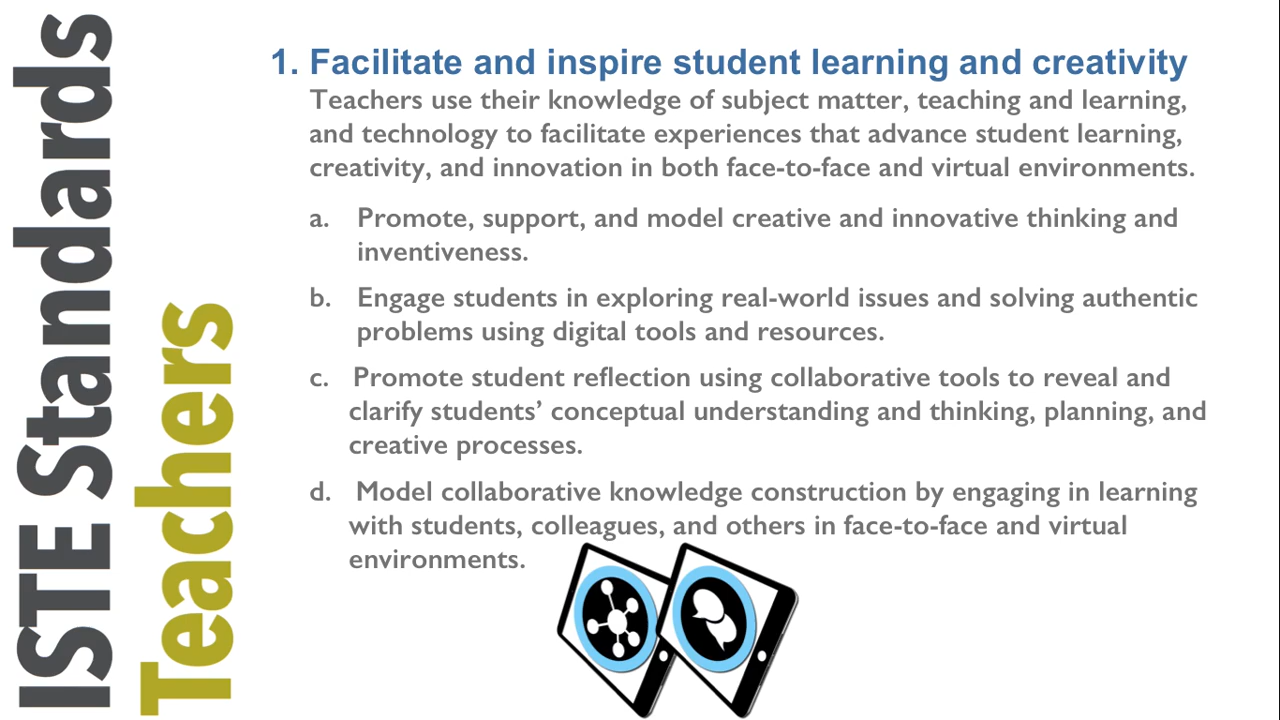 ISTE Standards
Teachers
1. Facilitate and inspire student learning and creativity
Teachers use their knowledge of subject matter, teaching and learning,
and technology to facilitate experiences that advance student learning,
creativity, and innovation in both face-to-face and virtual environments.
a. Promote, support, and model creative and innovative thinking and
inventiveness.
b. Engage students in exploring real-world issues and solving authentic
problems using digital tools and resources.
c. Promote student reflection using collaborative tools to reveal and
clarify students’ conceptual understanding and thinking, planning, and
creative processes.
d. Model collaborative knowledge construction by engaging in learning
with students, colleagues, and others in face-to-face and virtual
environments.